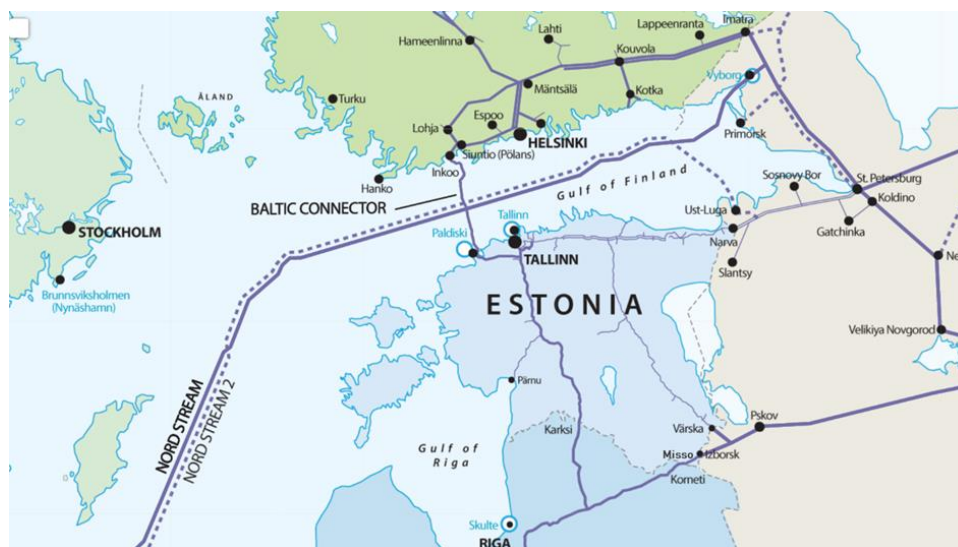 Imatra
Lappeenranta
Lahti
Hameenlinna
Kouvola
Vyborg
Mäntsälä
Kotka
ÅLAND
Turku
Espoo
Lohja
HELSINKI
Primorsk
Siuntio (Pölans)
Inkoo
Hanko
Gulf of Finland
Sosnovy Bor
St. Petersburg
Koldino
BALTIC CONNECTOR
Ust-Luga
Tallinn
Gatchinka
STOCKHOLM
Paldiski
Narva
TALLINN
Slantsy
Ne
Brunnsviksholmen
(Nynäshamn)
ESTONIA
Velikiya Novgorod
NORD STREAM
NORD STREAM 2
Pärnu
Pskov
Karksi
Värska
Gulf of
Riga
Misso
Izborsk
Korneti
Skulte
RIGA